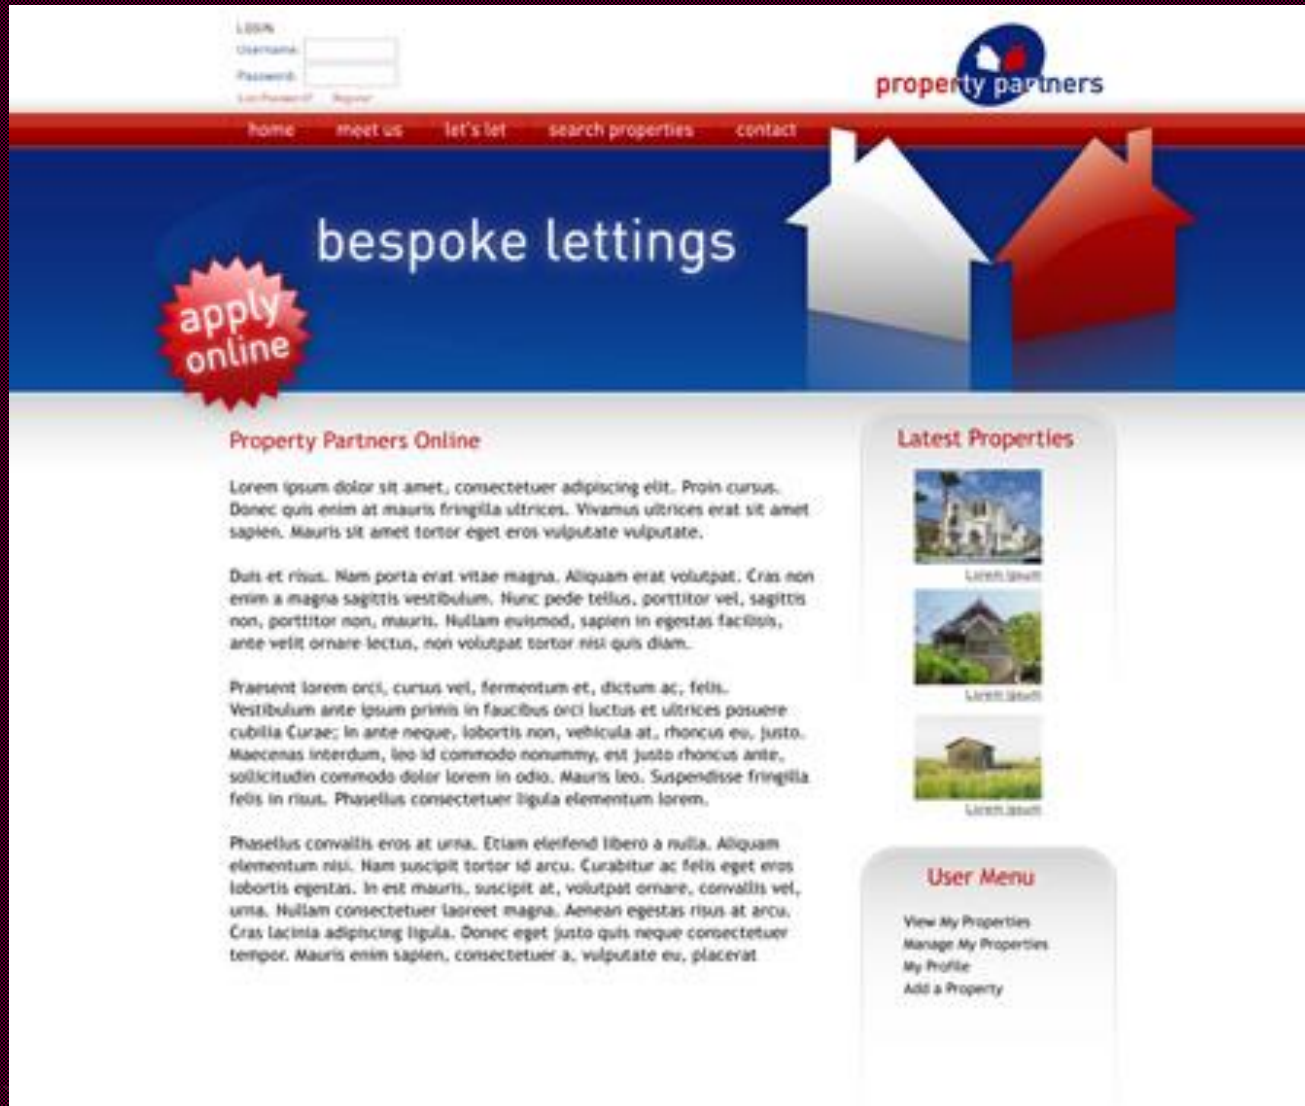 LOGIN
Username:
Password:
Lost Password? Register
property partners
home meet us let's let search properties contact
bespoke lettings
apply
online
Property Partners Online
Lorem ipsum dolor sit amet, consectetuer adipiscing elit. Proin cursus.
Donec quis enim at mauris fringilla ultrices. Vivamus ultrices erat sit amet
sapien. Mauris sit amet tortor eget eros vulputate vulputate.
Duis et risus. Nam porta erat vitae magna. Aliquam erat volutpat. Cras non
enim a magna sagittis vestibulum. Nunc pede tellus, porttitor vel, sagittis
non, porttitor non, mauris. Nullam euismod, sapien in egestas facilisis,
ante velit ornare lectus, non volutpat tortor nisi quis diam.
Praesent lorem orci, cursus vel, fermentum et, dictum ac, felis.
Vestibulum ante ipsum primis in faucibus orci luctus et ultrices posuere
cubilia Curae; In ante neque, lobortis non, vehicula at, rhoncus eu, justo.
Maecenas interdum, leo id commodo nonummy, est justo rhoncus ante,
sollicitudin commodo dolor lorem in odio. Mauris leo. Suspendisse fringilla
felis in risus. Phasellus consectetuer ligula elementum lorem.
Phasellus convallis eros at urna. Etiam eleifend libero a nulla. Aliquam
elementum nisi. Nam suscipit tortor id arcu. Curabitur ac felis eget eros
lobortis egestas. In est mauris, suscipit at, volutpat ornare, convallis vel,
urna. Nullam consectetuer laoreet magna. Aenean egestas risus at arcu.
Cras lacinia adipiscing ligula. Donec eget justo quis neque consectetuer
tempor. Mauris enim sapien, consectetuer a, vulputate eu, placerat
Latest Properties
Lorem ipsum
Lorem ipsum
Lorem ipsum
User Menu
View My Properties
Manage My Properties
My Profile
Add a Property